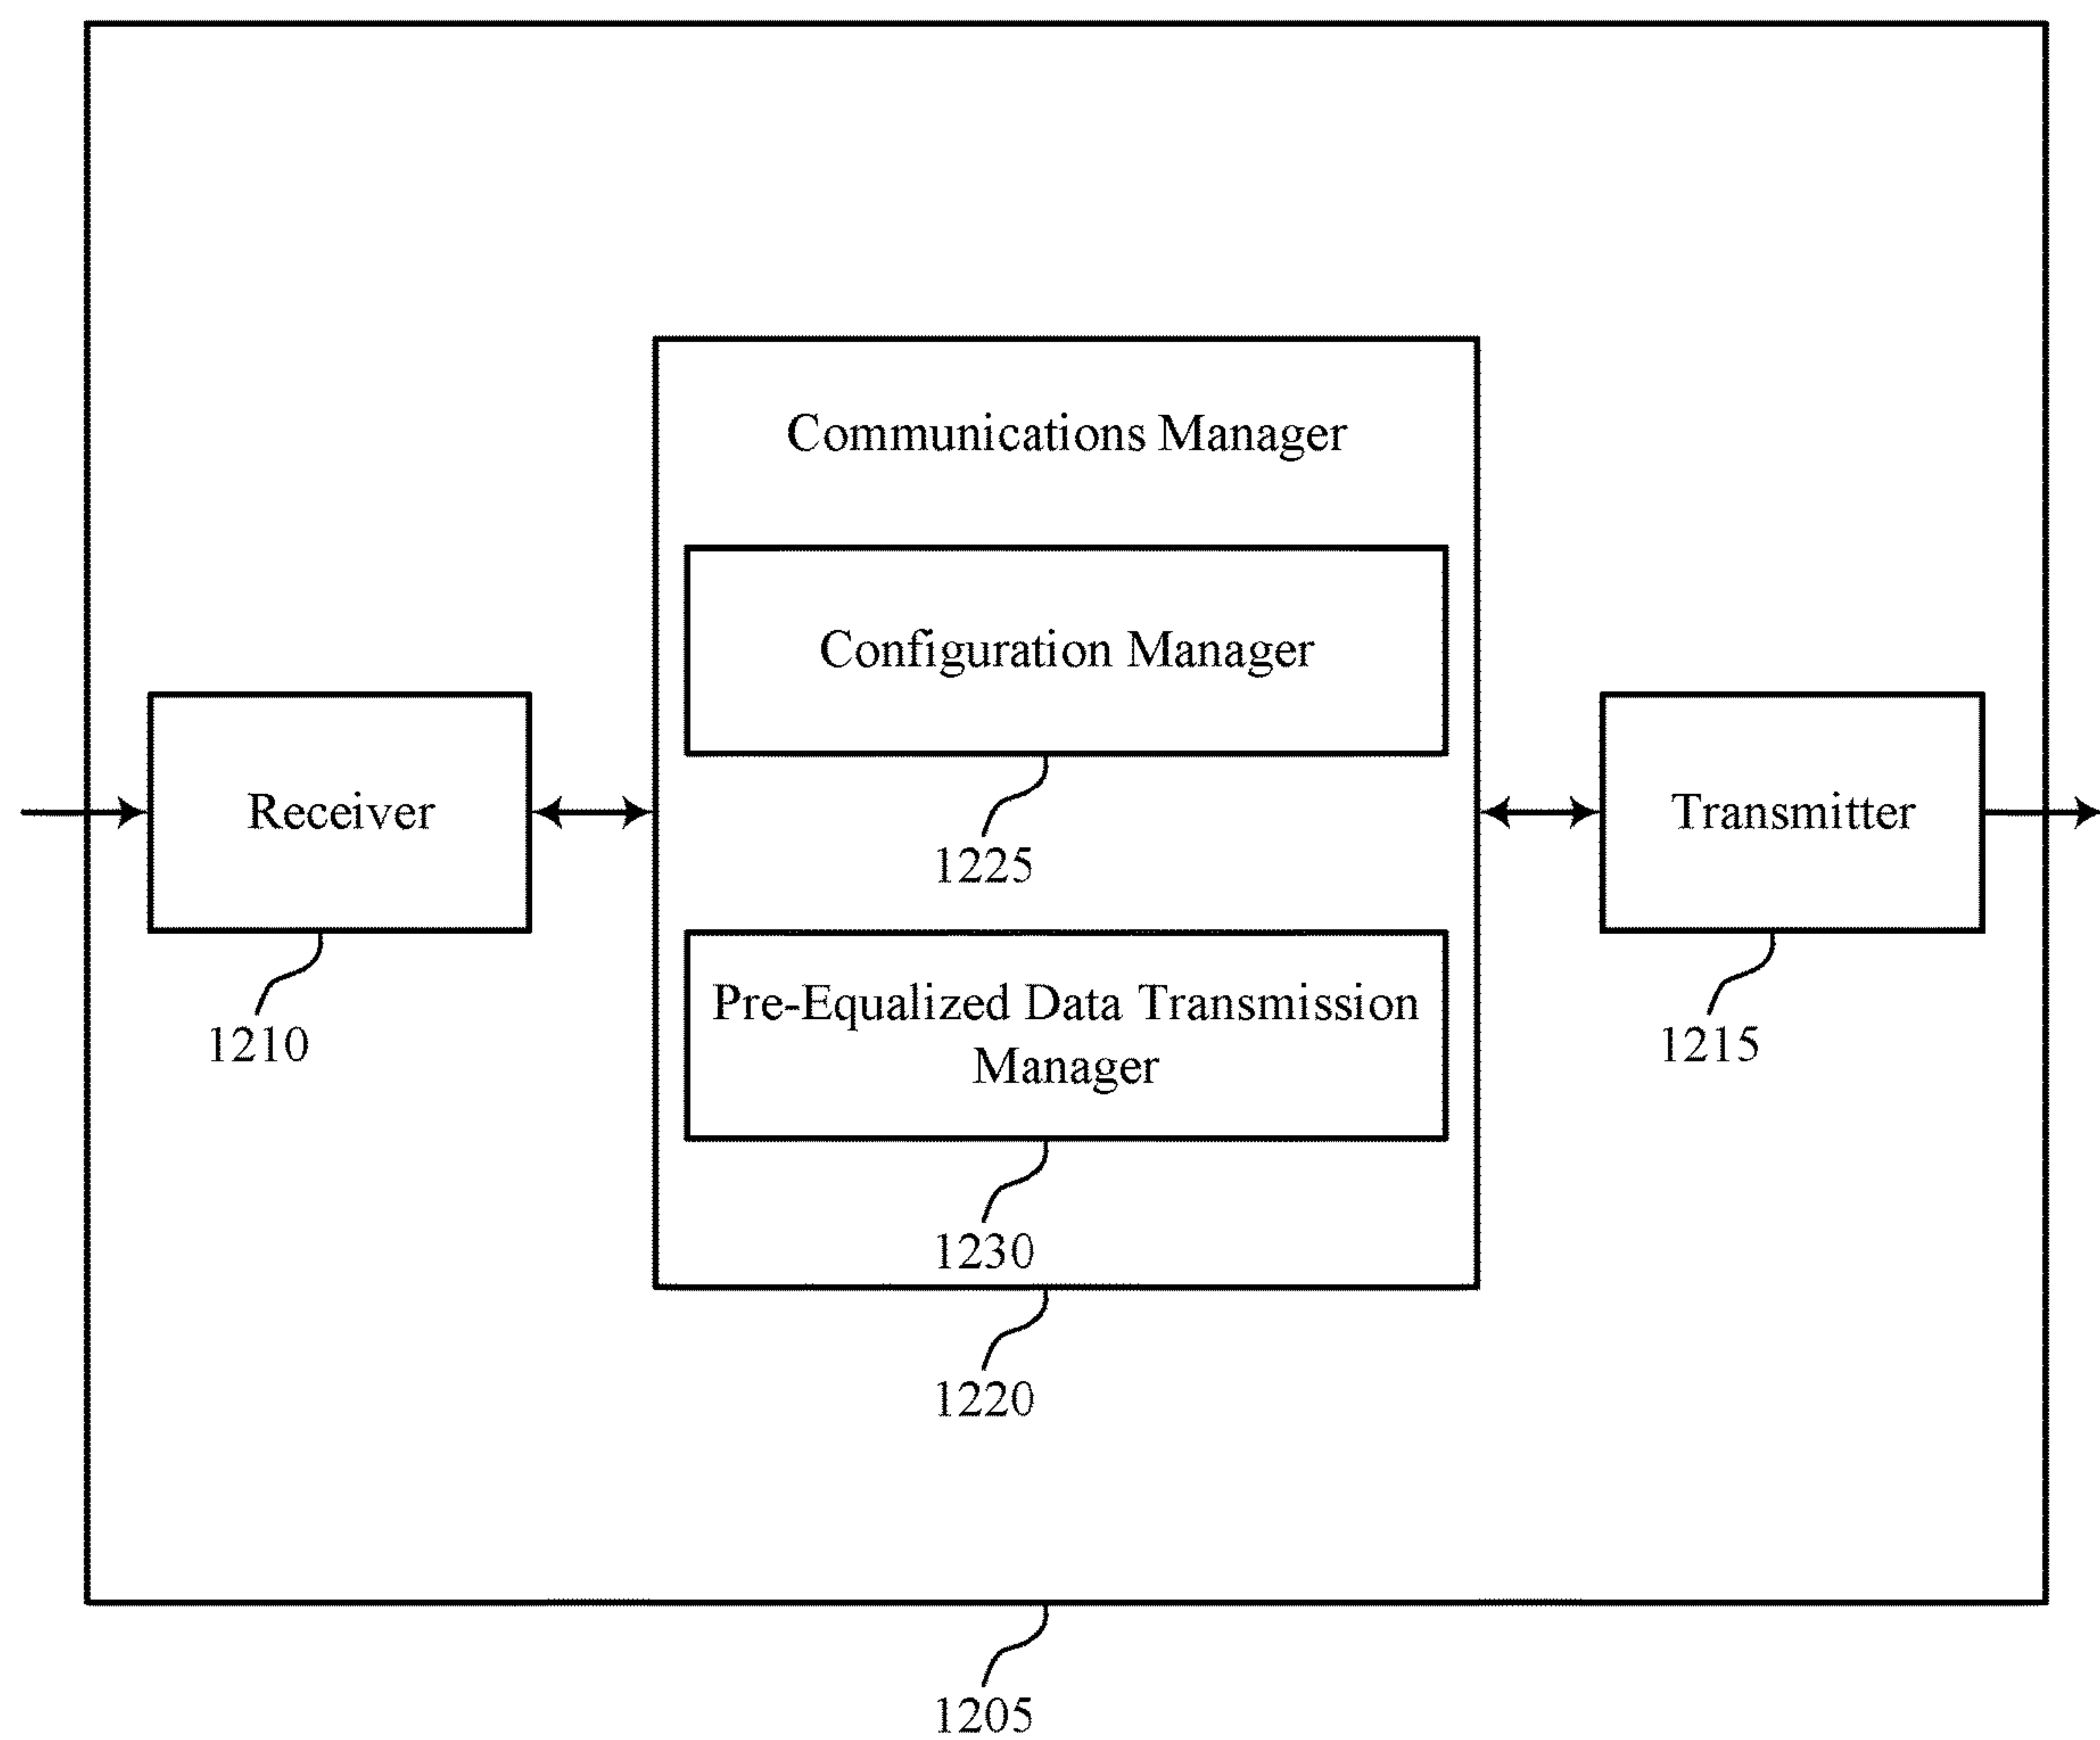 Communications Manager
Configuration Manager
1225
Receiver
1210
Transmitter
1215
Pre-Equalized Data Transmission
Manager
1230
1220
1205